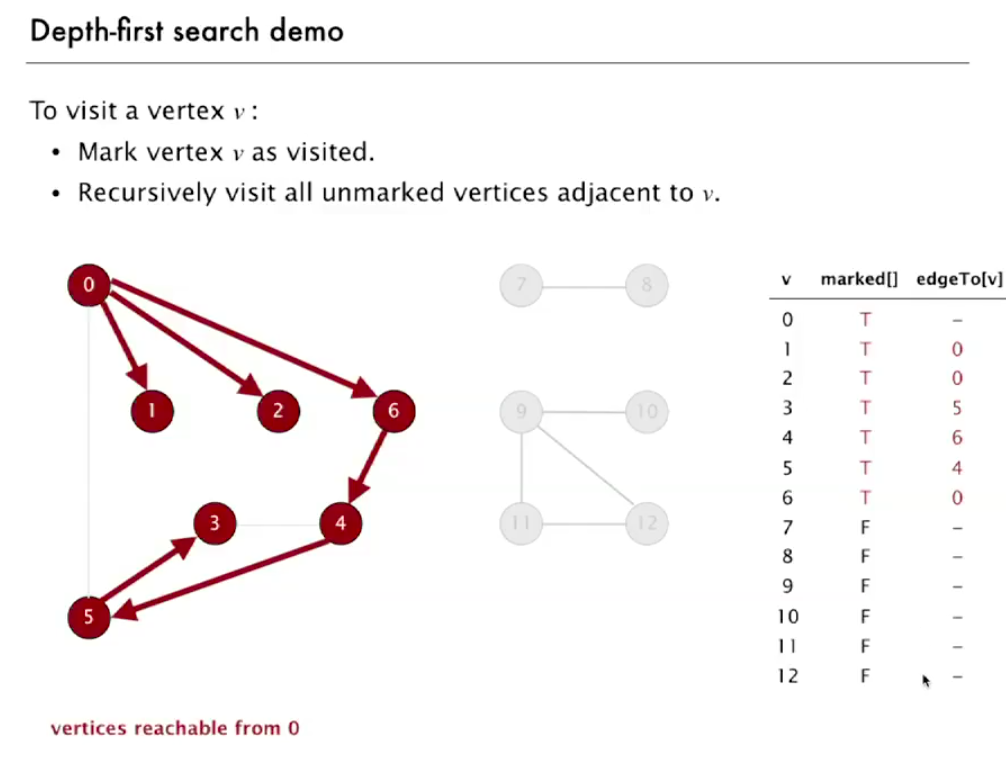 Depth-first search demo
To visit a vertex v :
• Mark vertex v as visited.
• Recursively visit all unmarked vertices adjacent to v.
0
7 8
1 2 6
9 10
3 4
11 12
5
v marked[] edgeTo[v]
0 T –
1 T 0
2 T 0
3 T 5
4 T 6
5 T 4
6 T 0
7 F –
8 F –
9 F –
10 F –
11 F –
12 F –
vertices reachable from 0